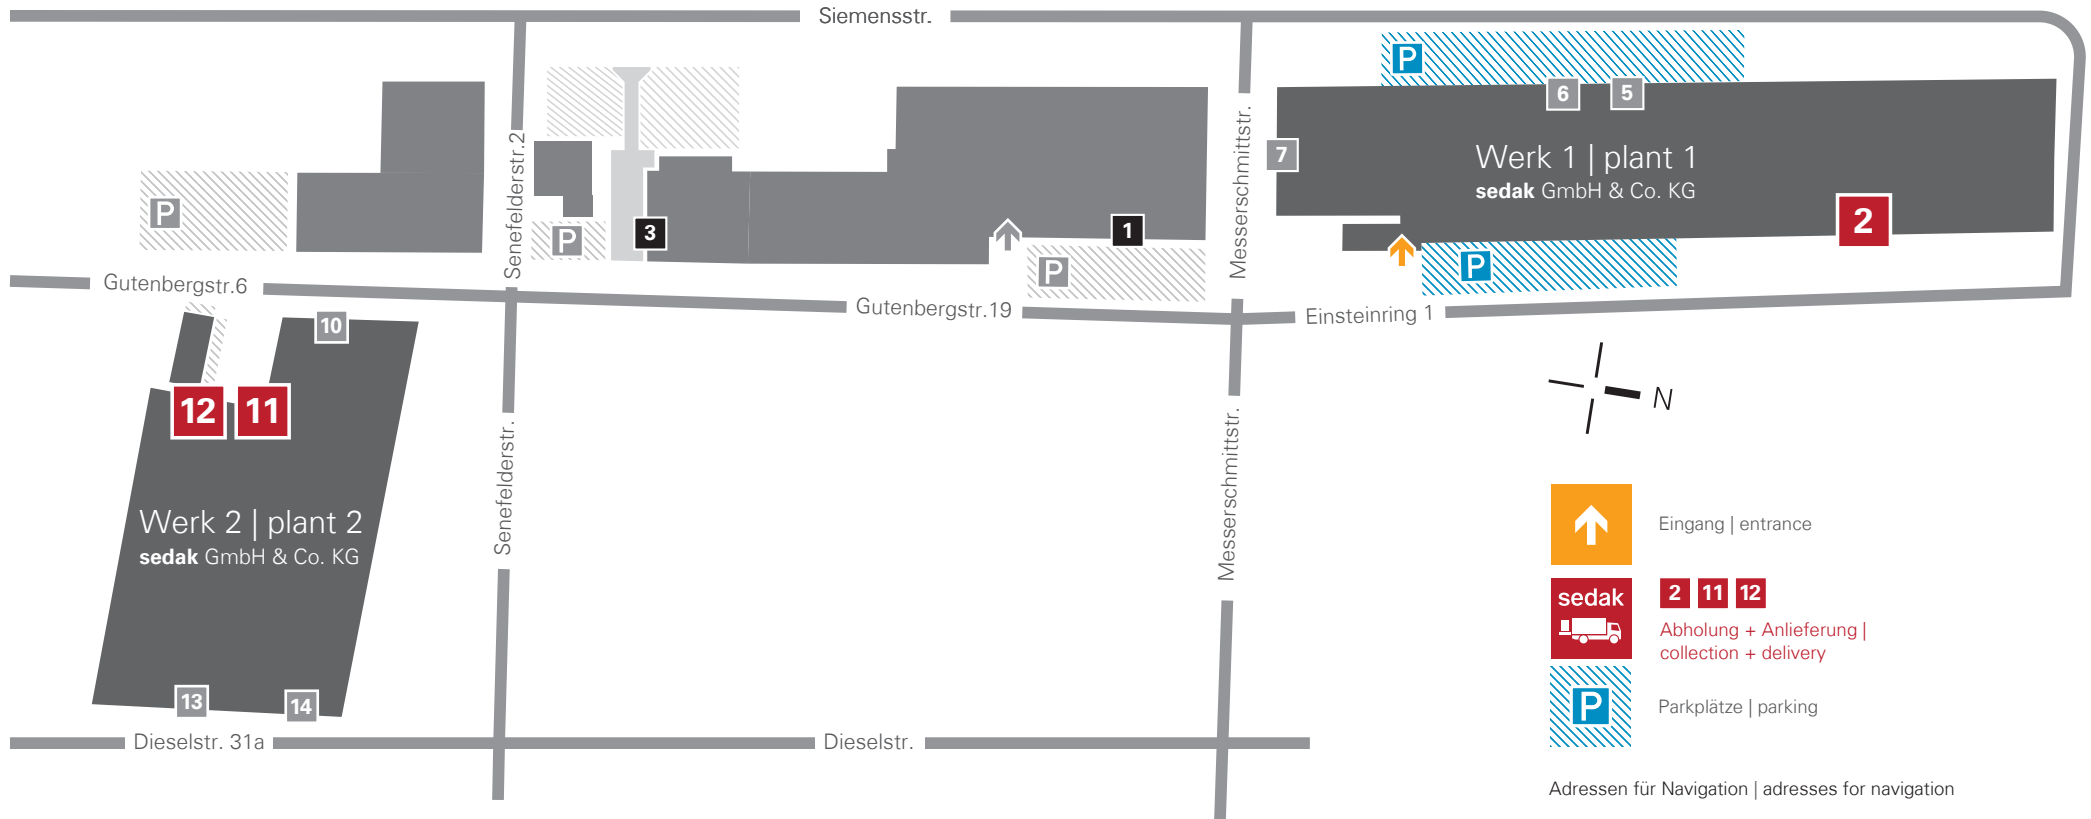 Siemensstr.
P
6
5
Senefelderstr.2
Messerschmittstr.
7
Werk 1 | plant 1
sedak GmbH & Co. KG
P
P
3
1
2
P
P
Gutenbergstr.6
Gutenbergstr.19
Einsteinring 1
10
12
11
N
Senefelderstr.
Messerschmittstr.
Werk 2 | plant 2
sedak GmbH & Co. KG
Eingang | entrance
sedak
2 11 12
Abholung + Anlieferung |
collection + delivery
P
Parkplätze | parking
13
14
Dieselstr. 31a
Dieselstr.
Adressen für Navigation | adresses for navigation